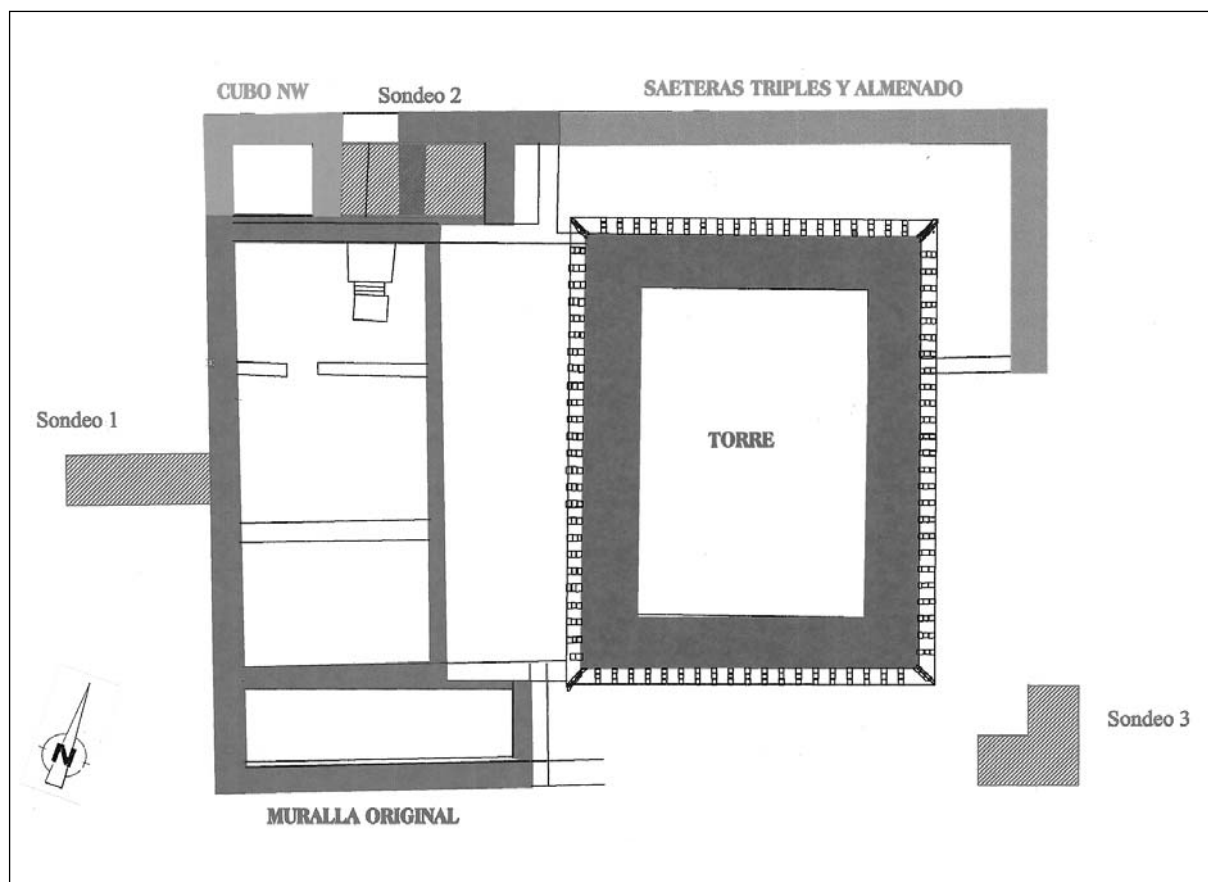 CUBO NW
Sondeo 2
SAETERAS TRIPLES Y ALMENADO
Sondeo 1
TORRE
Sondeo 3
N
MURALLA ORIGINAL